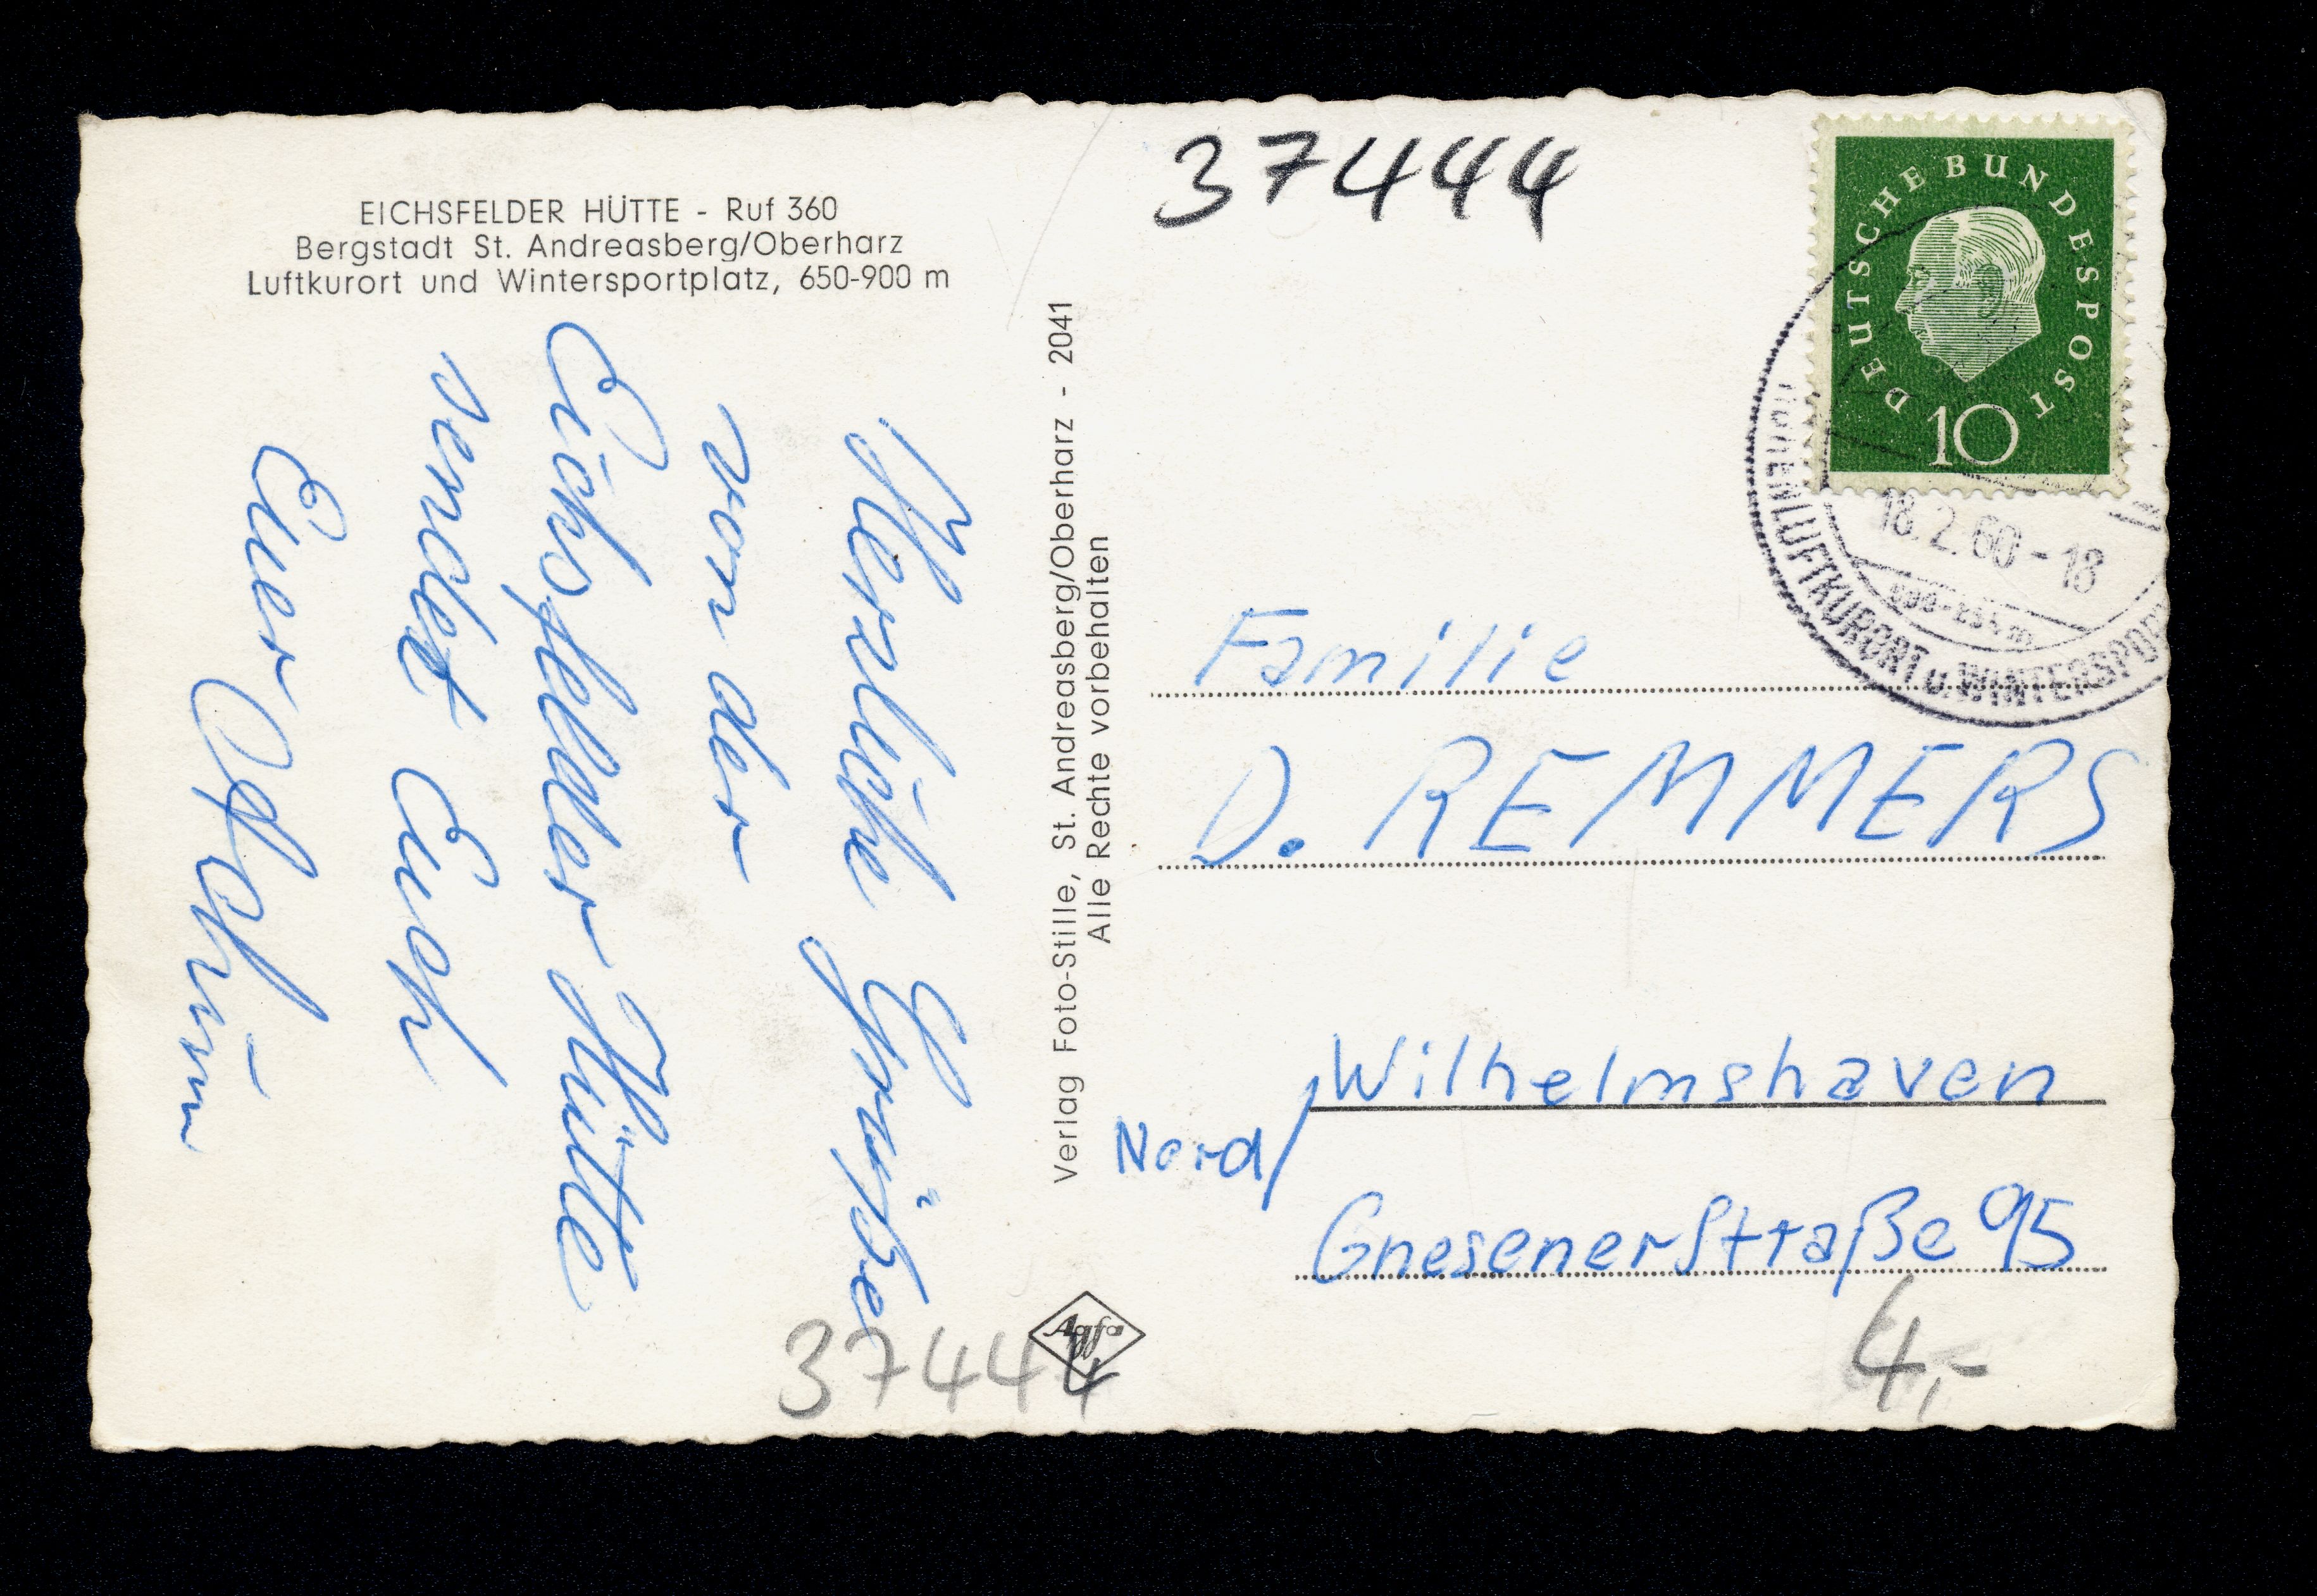 EICHSFELDER HÜTTE - Ruf 360
Bergstadt St. Andreasberg/Oberharz
Luftkurort und Wintersportplatz, 650-900 m
Herzliche Grüße
von der
Eichsfelder Hütte
sendet Euch
Euer
Verlag Foto-Stille, St. Andreasberg/Oberharz - 2041
Alle Rechte vorbehalten
Agfa
37444
37444
DEUTSCHE BUNDESPOST
10
18.2.60-18
HÖHENLUFTKURORT u. WINTERSPOR
Familie
D. REMMERS
Wilhelmshaven
Nord/
Gnesenerstraße 95
4,-